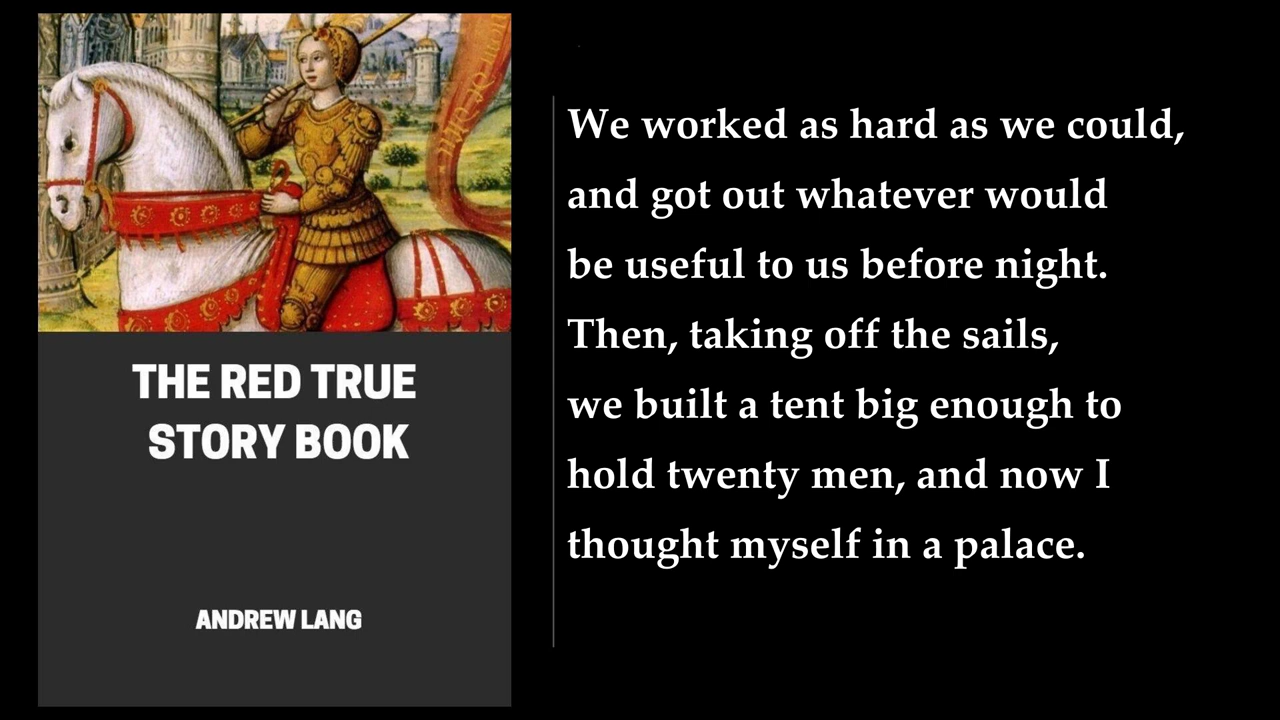 THE RED TRUE
STORY BOOK
ANDREW LANG
We worked as hard as we could,
and got out whatever would
be useful to us before night.
Then, taking off the sails,
we built a tent big enough to
hold twenty men, and now I
thought myself in a palace.